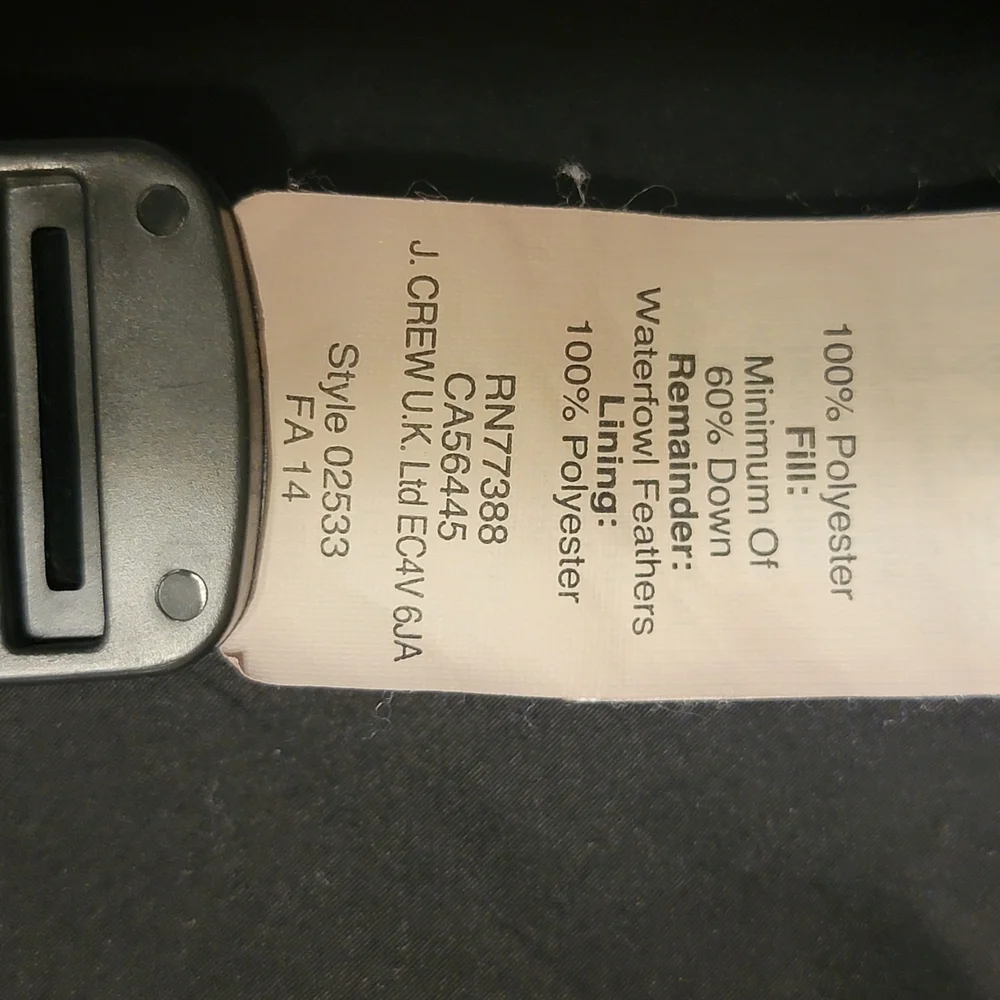 100% Polyester
Fill:
Minimum Of
60% Down
Remainder:
Waterfowl Feathers
Lining:
100% Polyester
RN77388
CA56445
J. CREW U.K. Ltd EC4V 6JA
Style 02533
FA 14